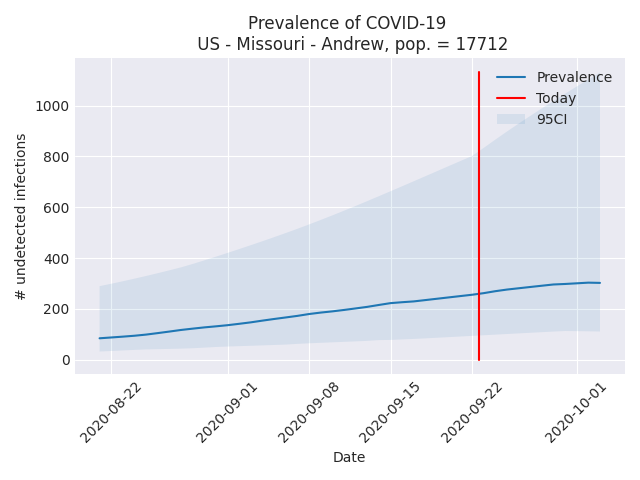 Prevalence of COVID-19
US - Missouri - Andrew, pop. = 17712
Prevalence
Today
95CI
1000
800
600
400
200
0
# undetected infections
2020-08-22
2020-09-01
2020-09-08
2020-09-15
2020-09-22
2020-10-01
Date